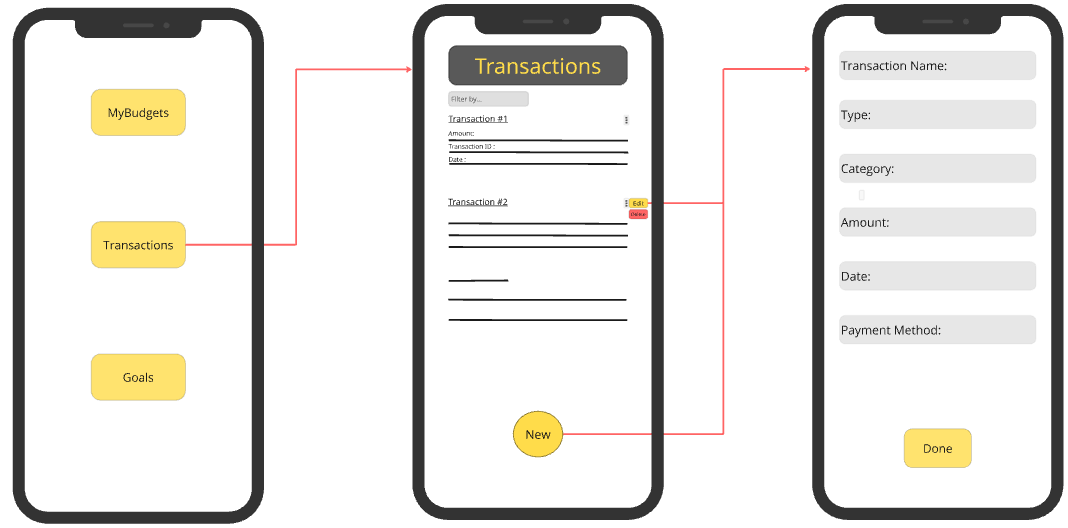 MyBudgets
Transactions
Goals
Transactions
Filter by...
Transaction #1
Amount:
Transaction ID :
Date :
Transaction #2
Edit
Delete
New
Transaction Name:
Type:
Category:
Amount:
Date:
Payment Method:
Done